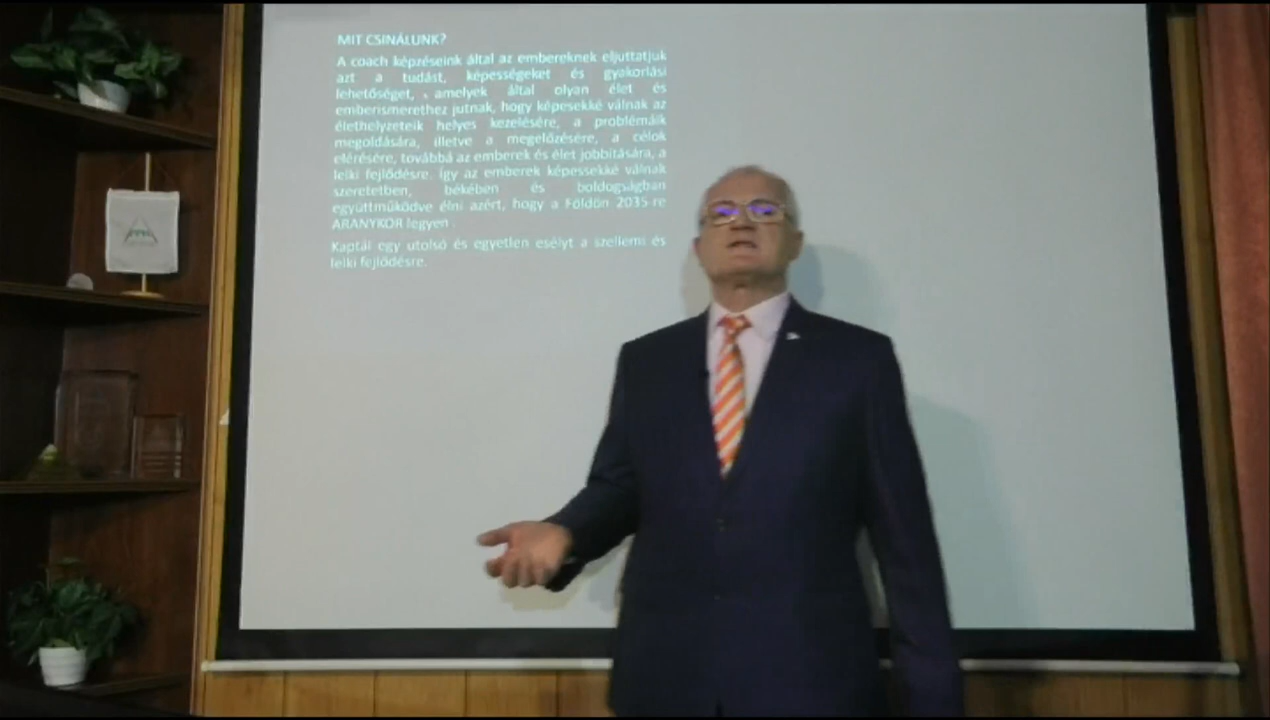 MIT CSINÁLUNK?
A coach képzéseink által az embereknek eljuttatjuk
azt a tudást, képességeket és gyakorlási
lehetőséget, amelyek által olyan élet és
emberismerethez jutnak, hogy képesekké válnak az
élethelyzeteik helyes kezelésére, a problémáik
megoldására, illetve a megelőzésére, a célok
elérésére, továbbá az emberek és élet jobbítására, a
lelki fejlődésre. Így az emberek képessekké válnak
szeretetben, békében és boldogságban
együttműködve élni azért, hogy a Földön 2035-re
ARANYKOR legyen.
Kaptál egy utolsó és egyetlen esélyt a szellemi és
lelki fejlődésre.